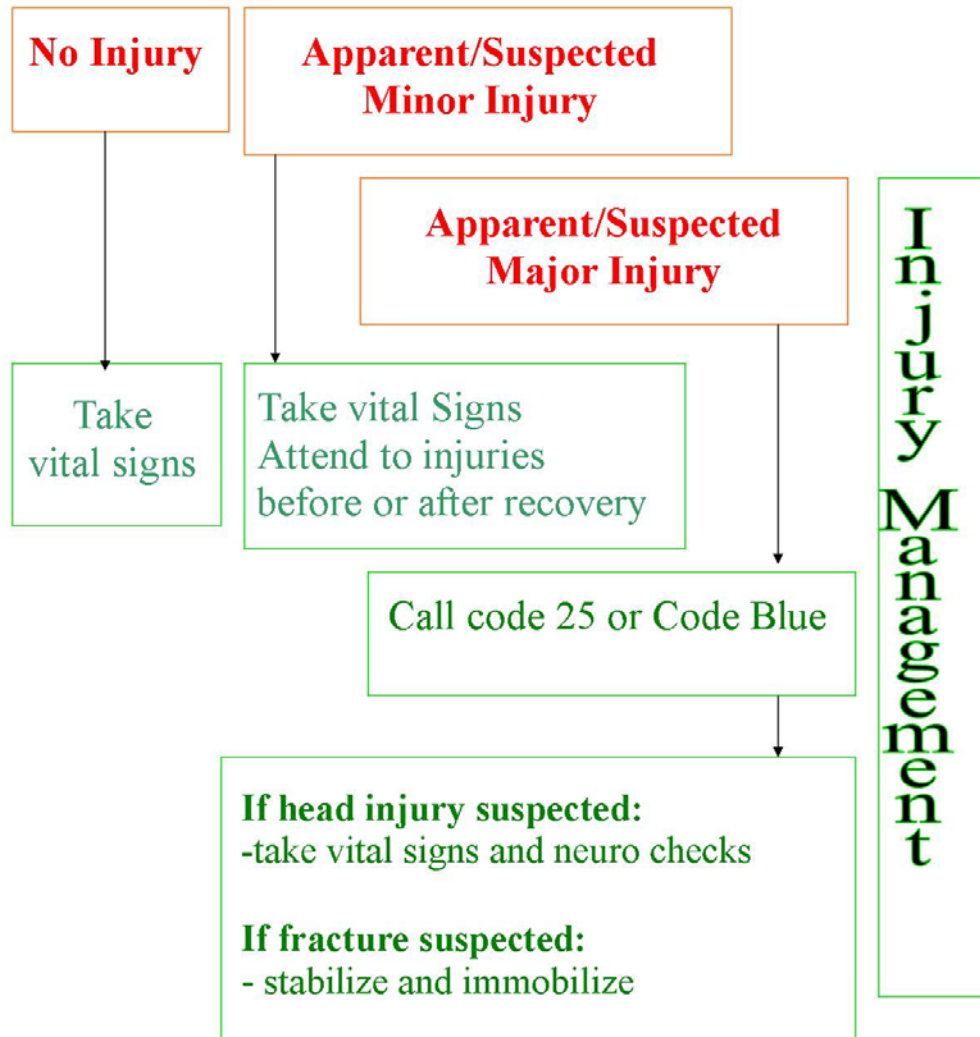 No Injury
Apparent/Suspected
Minor Injury
Apparent/Suspected
Major Injury
Take
vital signs
Take vital Signs
Attend to injuries
before or after recovery
Call code 25 or Code Blue
If head injury suspected:
-take vital signs and neuro checks
If fracture suspected:
- stabilize and immobilize
Injury Management